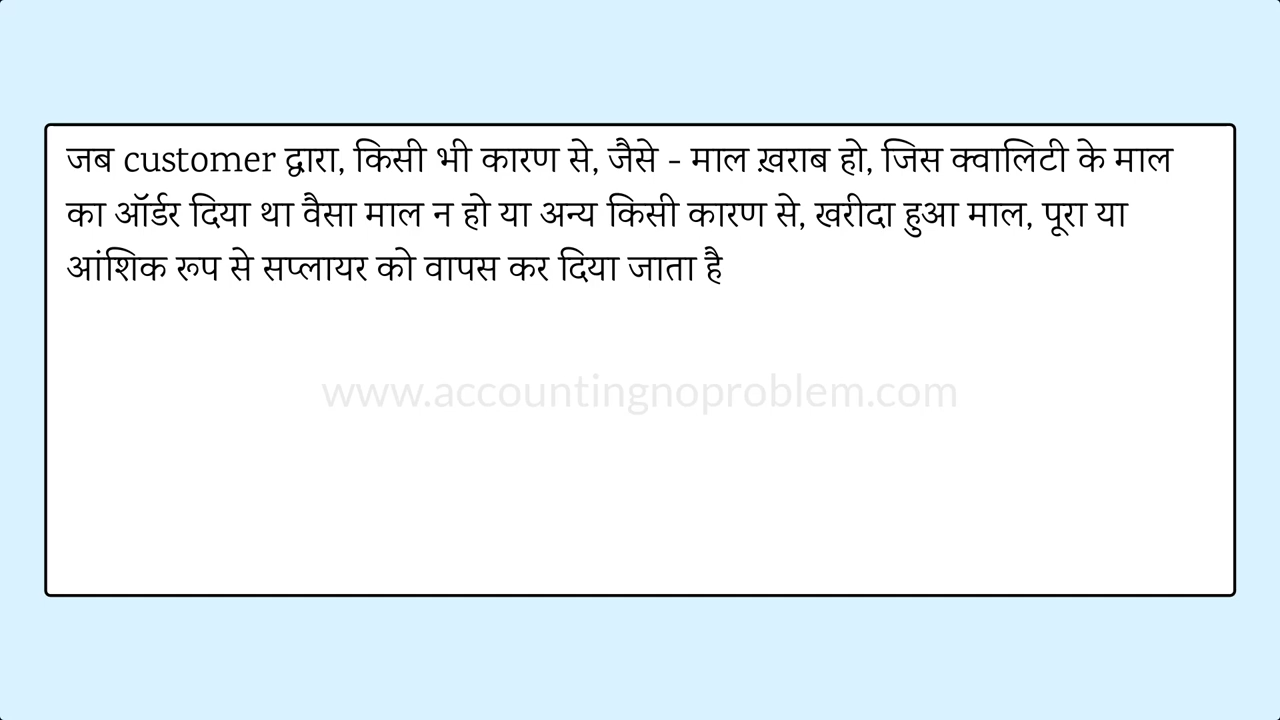 जब customer द्वारा, किसी भी कारण से, जैसे - माल ख़राब हो, जिस क्वालिटी के माल
का ऑर्डर दिया था वैसा माल न हो या अन्य किसी कारण से, खरीदा हुआ माल, पूरा या
आंशिक रूप से सप्लायर को वापस कर दिया जाता है
www.accountingnoproblem.com